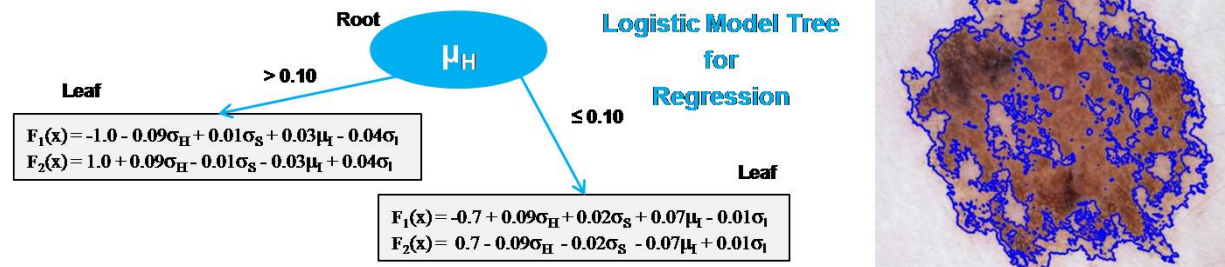 Root
μH
Logistic Model Tree
for
Regression
> 0.10
Leaf
F₁(x) = -1.0 - 0.09σH + 0.01σS + 0.03μI - 0.04σI
F₂(x) = 1.0 + 0.09σH - 0.01σS - 0.03μI + 0.04σI
≤ 0.10
Leaf
F₁(x) = -0.7 + 0.09σH + 0.02σS + 0.07μI - 0.01σI
F₂(x) = 0.7 - 0.09σH - 0.02σS - 0.07μI + 0.01σI